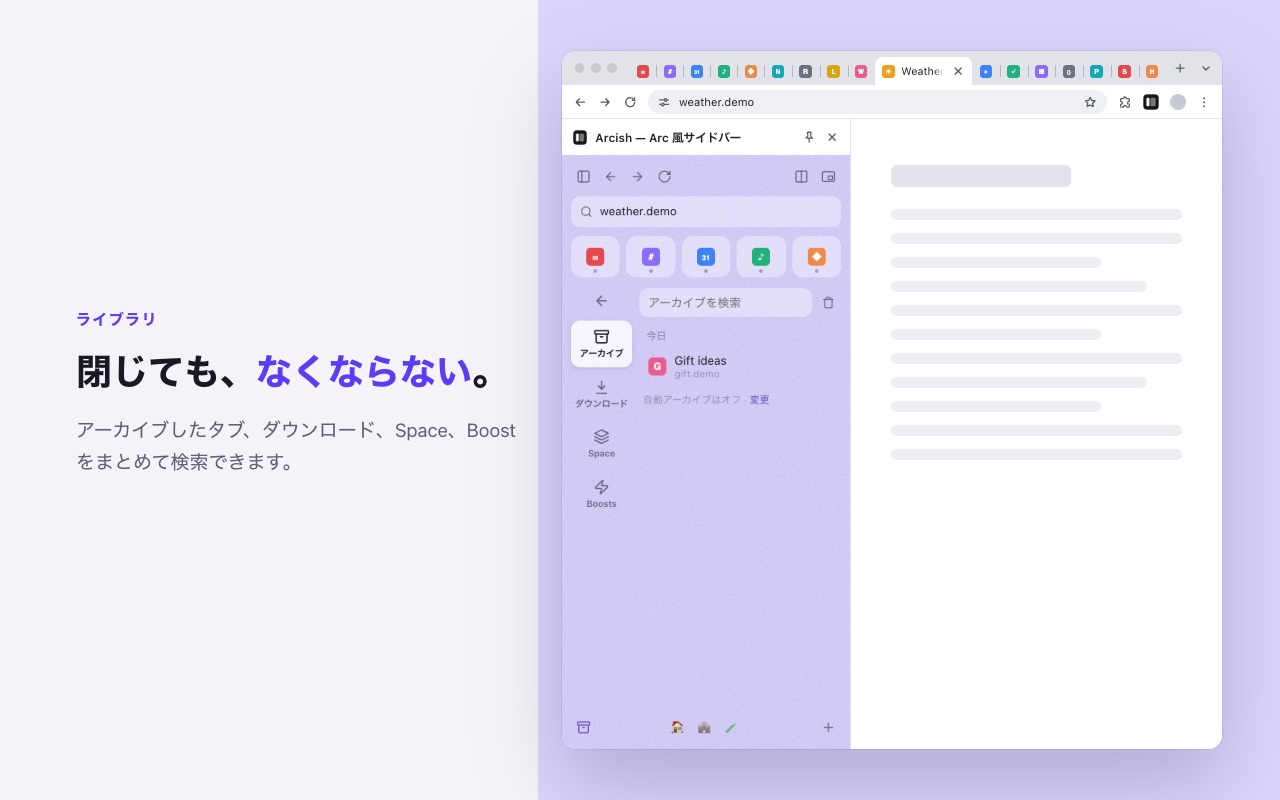 ライブラリ
閉じても、なくならない。
アーカイブしたタブ、ダウンロード、Space、Boost
をまとめて検索できます。
31
N
R
L
W
Weather
P
S
H
weather.demo
Arcish — Arc 風サイドバー
weather.demo
#
31
アーカイブを検索
アーカイブ
今日
G
Gift ideas
gift.demo
自動アーカイブはオフ · 変更
ダウンロード
Space
Boosts